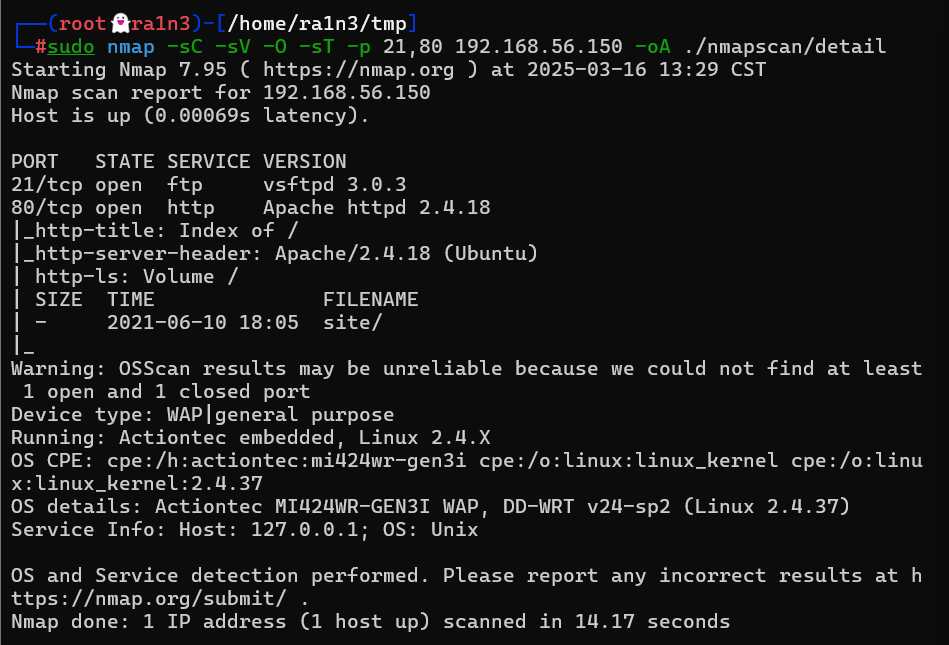 ┌──(root👻ra1n3)-[/home/ra1n3/tmp]
└─#sudo nmap -sC -sV -O -sT -p 21,80 192.168.56.150 -oA ./nmapscan/detail
Starting Nmap 7.95 ( https://nmap.org ) at 2025-03-16 13:29 CST
Nmap scan report for 192.168.56.150
Host is up (0.00069s latency).

PORT   STATE SERVICE VERSION
21/tcp open  ftp     vsftpd 3.0.3
80/tcp open  http    Apache httpd 2.4.18
|_http-title: Index of /
|_http-server-header: Apache/2.4.18 (Ubuntu)
| http-ls: Volume /
| SIZE  TIME              FILENAME
| -     2021-06-10 18:05  site/
|_
Warning: OSScan results may be unreliable because we could not find at least
 1 open and 1 closed port
Device type: WAP|general purpose
Running: Actiontec embedded, Linux 2.4.X
OS CPE: cpe:/h:actiontec:mi424wr-gen3i cpe:/o:linux:linux_kernel cpe:/o:linu
x:linux_kernel:2.4.37
OS details: Actiontec MI424WR-GEN3I WAP, DD-WRT v24-sp2 (Linux 2.4.37)
Service Info: Host: 127.0.0.1; OS: Unix

OS and Service detection performed. Please report any incorrect results at h
ttps://nmap.org/submit/ .
Nmap done: 1 IP address (1 host up) scanned in 14.17 seconds